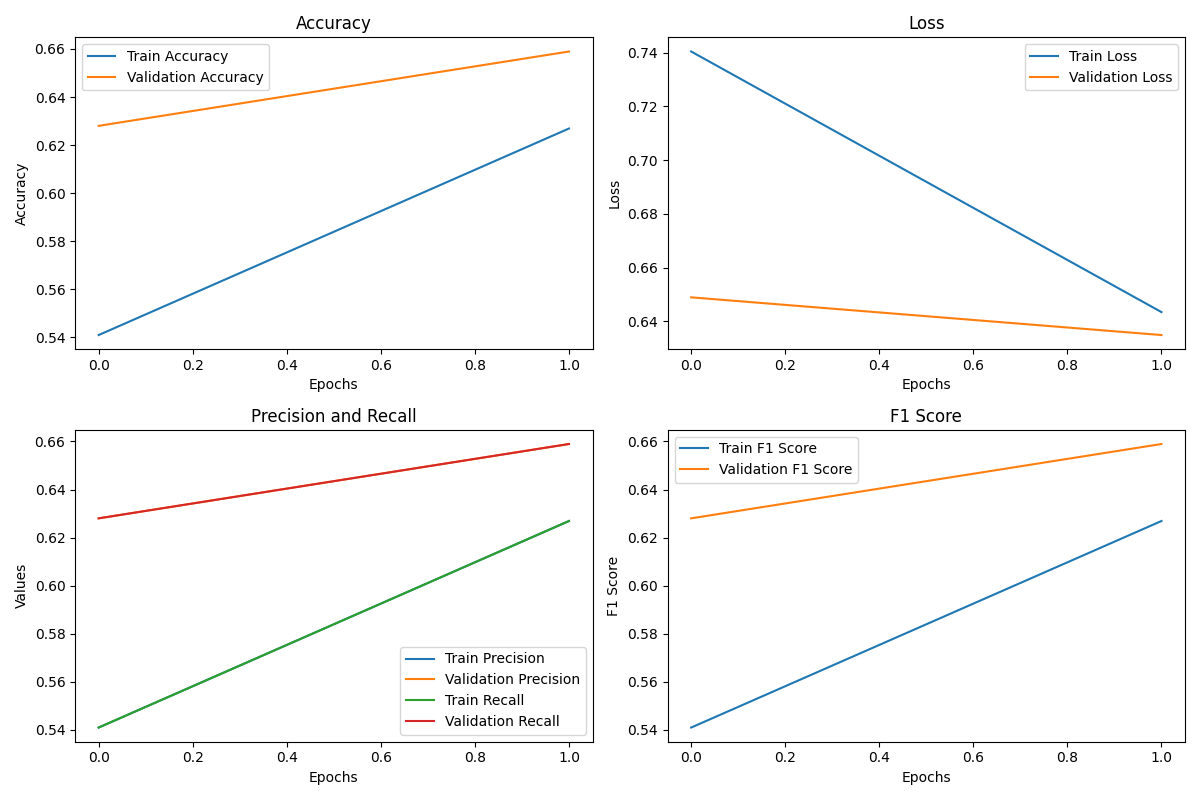 Accuracy
Train Accuracy
Validation Accuracy
Accuracy
0.66
0.64
0.62
0.60
0.58
0.56
0.54
0.0 0.2 0.4 0.6 0.8 1.0
Epochs
Loss
Train Loss
Validation Loss
Loss
0.74
0.72
0.70
0.68
0.66
0.64
0.0 0.2 0.4 0.6 0.8 1.0
Epochs
Precision and Recall
Values
0.66
0.64
0.62
0.60
0.58
0.56
0.54
Train Precision
Validation Precision
Train Recall
Validation Recall
0.0 0.2 0.4 0.6 0.8 1.0
Epochs
F1 Score
Train F1 Score
Validation F1 Score
F1 Score
0.66
0.64
0.62
0.60
0.58
0.56
0.54
0.0 0.2 0.4 0.6 0.8 1.0
Epochs